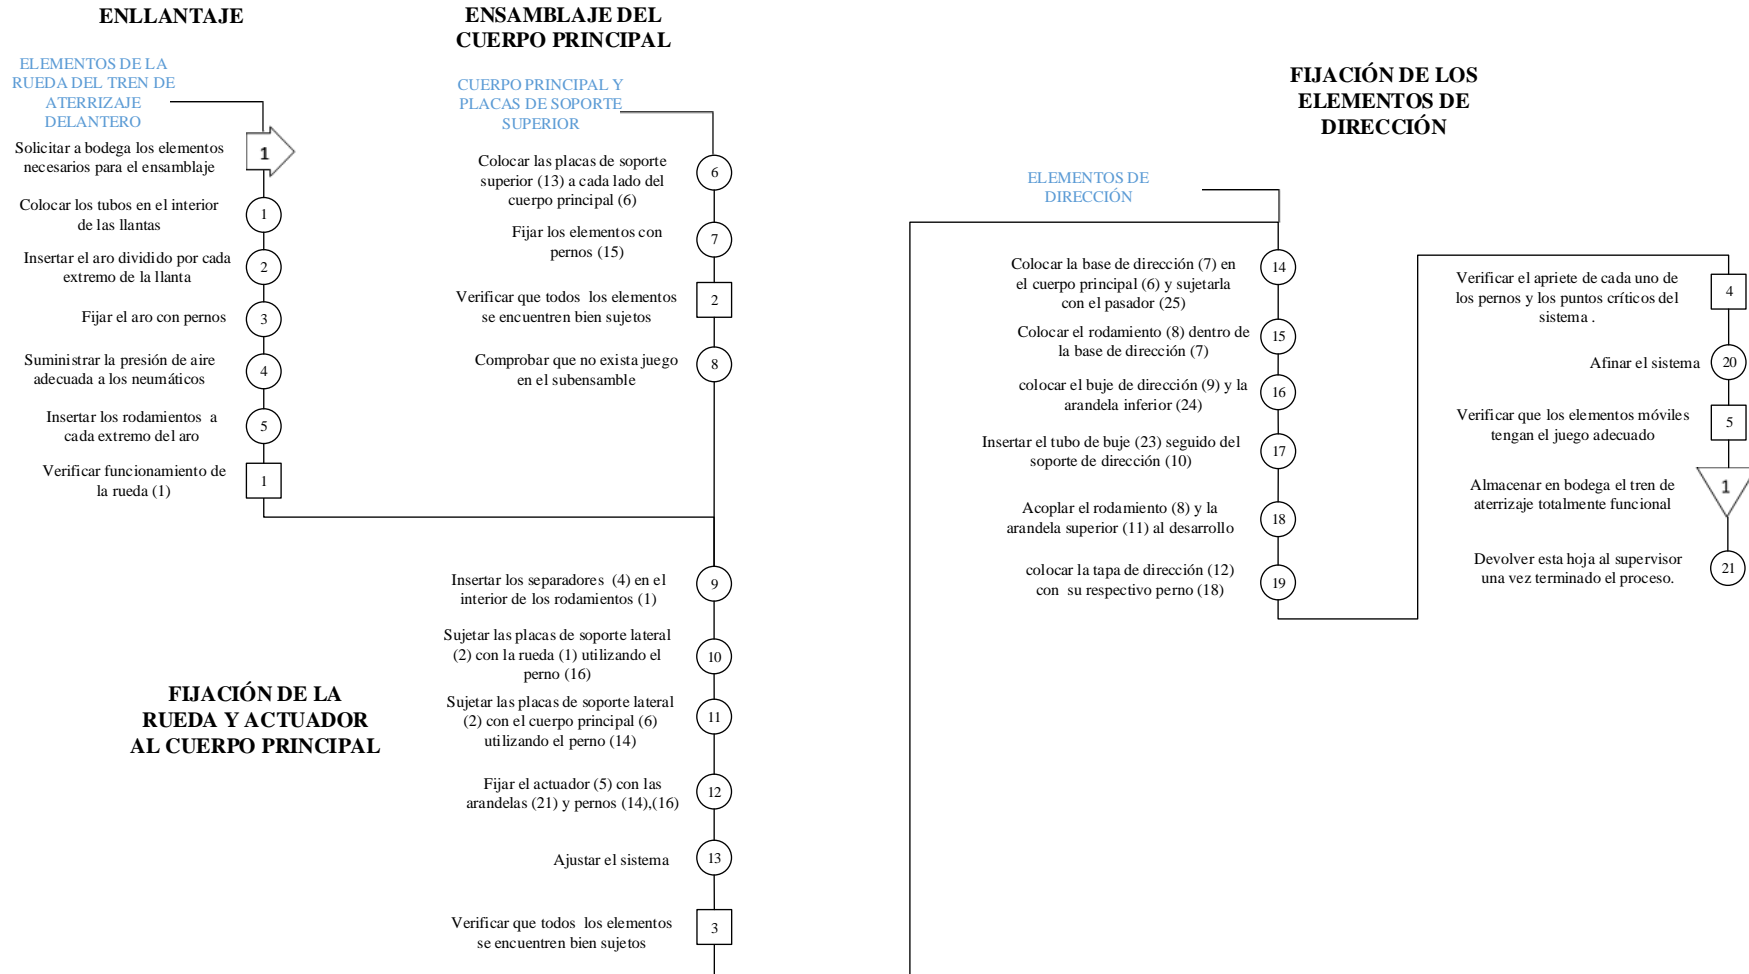 ENLLANTAJE
ELEMENTOS DE LA
RUEDA DEL TREN DE
ATERRIZAJE
DELANTERO
Solicitar a bodega los elementos
necesarios para el ensamblaje
1
Colocar los tubos en el interior
de las llantas
1
Insertar el aro dividido por cada
extremo de la llanta
2
Fijar el aro con pernos
3
Suministrar la presión de aire
adecuada a los neumáticos
4
Insertar los rodamientos a
cada extremo del aro
5
Verificar funcionamiento de
la rueda (1)
1
ENSAMBLAJE DEL
CUERPO PRINCIPAL
CUERPO PRINCIPAL Y
PLACAS DE SOPORTE
SUPERIOR
Colocar las placas de soporte
superior (13) a cada lado del
cuerpo principal (6)
6
Fijar los elementos con
pernos (15)
7
Verificar que todos los elementos
se encuentren bien sujetos
2
Comprobar que no exista juego
en el subensamble
8
FIJACIÓN DE LA
RUEDA Y ACTUADOR
AL CUERPO PRINCIPAL
Insertar los separadores (4) en el
interior de los rodamientos (1)
9
Sujetar las placas de soporte lateral
(2) con la rueda (1) utilizando el
perno (16)
10
Sujetar las placas de soporte lateral
(2) con el cuerpo principal (6)
utilizando el perno (14)
11
Fijar el actuador (5) con las
arandelas (21) y pernos (14),(16)
12
Ajustar el sistema
13
Verificar que todos los elementos
se encuentren bien sujetos
3
FIJACIÓN DE LOS
ELEMENTOS DE
DIRECCIÓN
ELEMENTOS DE
DIRECCIÓN
Colocar la base de dirección (7) en
el cuerpo principal (6) y sujetarla
con el pasador (25)
14
Colocar el rodamiento (8) dentro de
la base de dirección (7)
15
colocar el buje de dirección (9) y la
arandela inferior (24)
16
Insertar el tubo de buje (23) seguido del
soporte de dirección (10)
17
Acoplar el rodamiento (8) y la
arandela superior (11) al desarrollo
18
colocar la tapa de dirección (12)
con su respectivo perno (18)
19
Verificar el apriete de cada uno de
los pernos y los puntos críticos del
sistema .
4
Afinar el sistema
20
Verificar que los elementos móviles
tengan el juego adecuado
5
Almacenar en bodega el tren de
aterrizaje totalmente funcional
1
Devolver esta hoja al supervisor
una vez terminado el proceso.
21